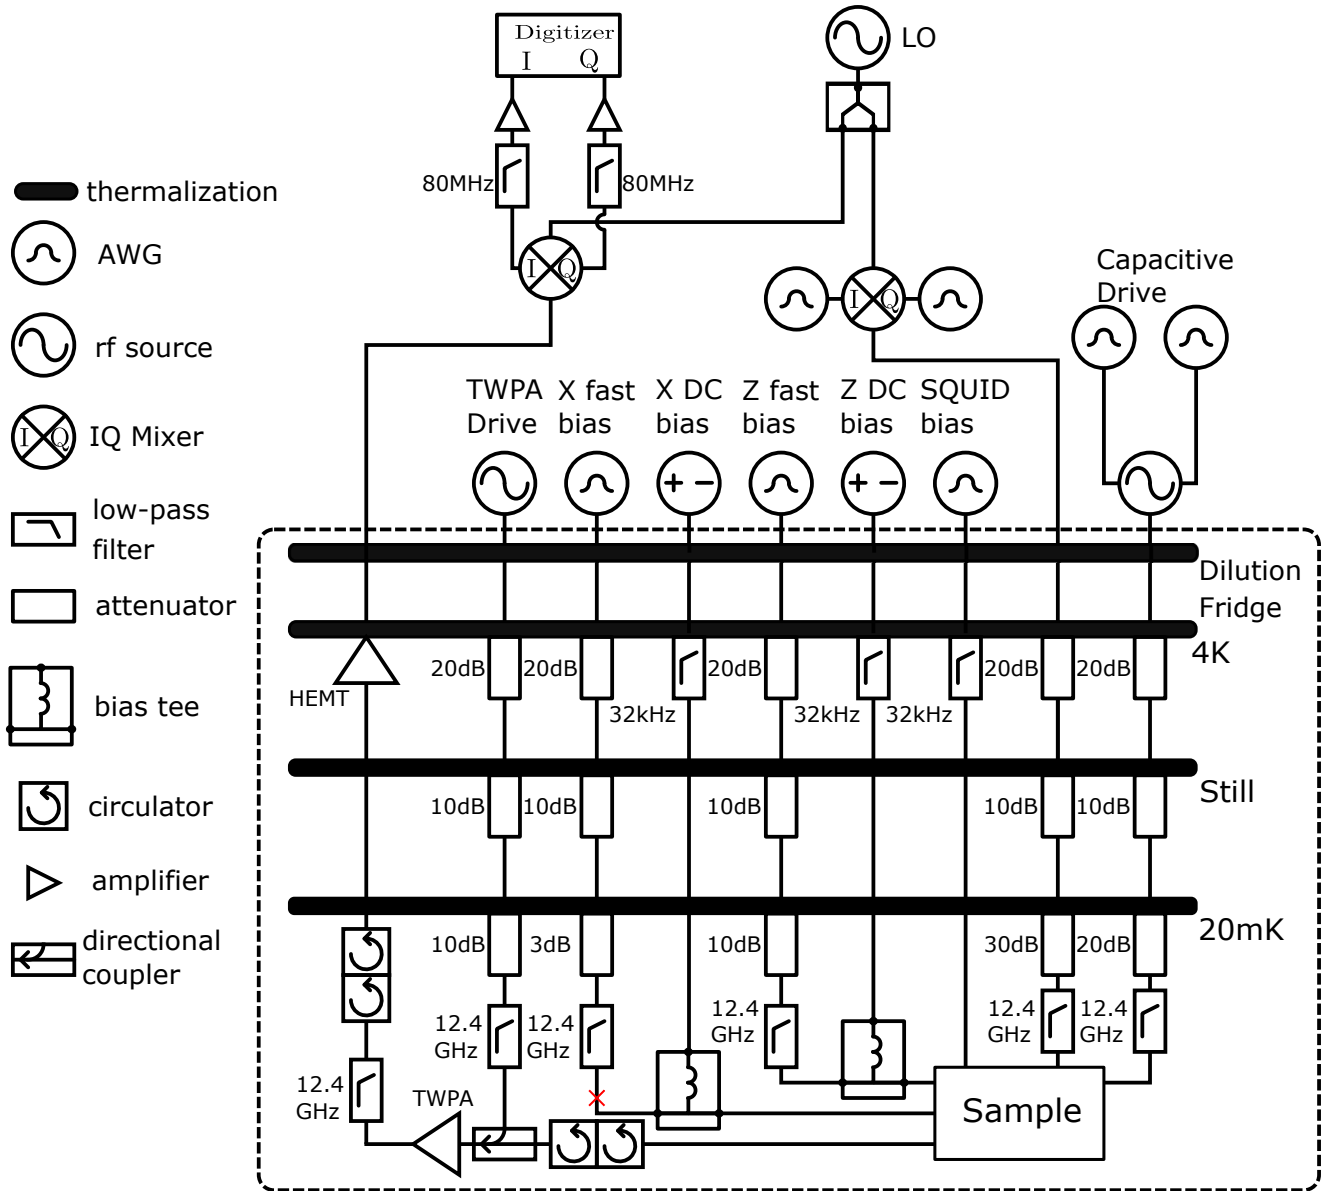 Digitizer
I Q
LO
80MHz
80MHz
thermalization
AWG
I Q
I Q
Capacitive
Drive
rf source
TWPA
Drive
X fast
bias
X DC
bias
Z fast
bias
Z DC
bias
SQUID
bias
I Q
IQ Mixer
low-pass
filter
Dilution
Fridge
attenuator
4K
HEMT
20dB
20dB
20dB
20dB
20dB
32kHz
32kHz
32kHz
bias tee
Still
circulator
10dB
10dB
10dB
10dB
10dB
amplifier
20mK
directional
coupler
10dB
3dB
10dB
30dB
20dB
12.4
GHz
12.4
GHz
12.4
GHz
12.4
GHz
12.4
GHz
12.4
GHz
TWPA
Sample